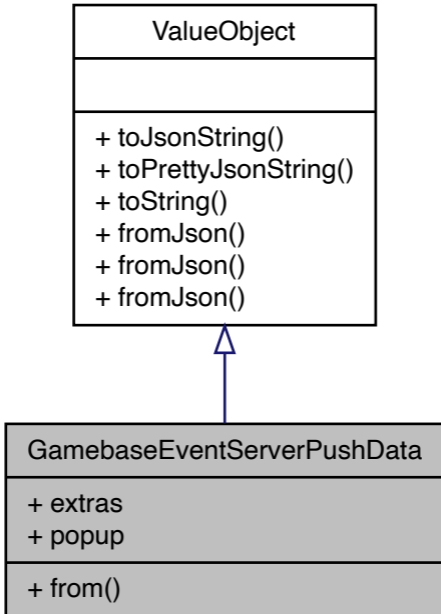 ValueObject
+ toJsonString()
+ toPrettyJsonString()
+ toString()
+ fromJson()
+ fromJson()
+ fromJson()
GamebaseEventServerPushData
+ extras
+ popup
+ from()